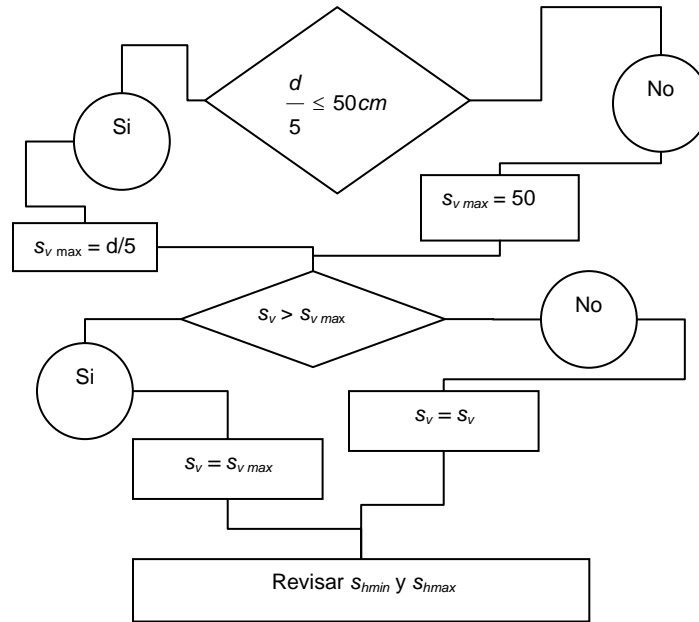 d/5 ≤ 50cm
Si
No
s_v max = 50
s_v max = d/5
s_v > s_v max
No
Si
s_v = s_v
s_v = s_v max
Revisar s_hmin y s_hmax